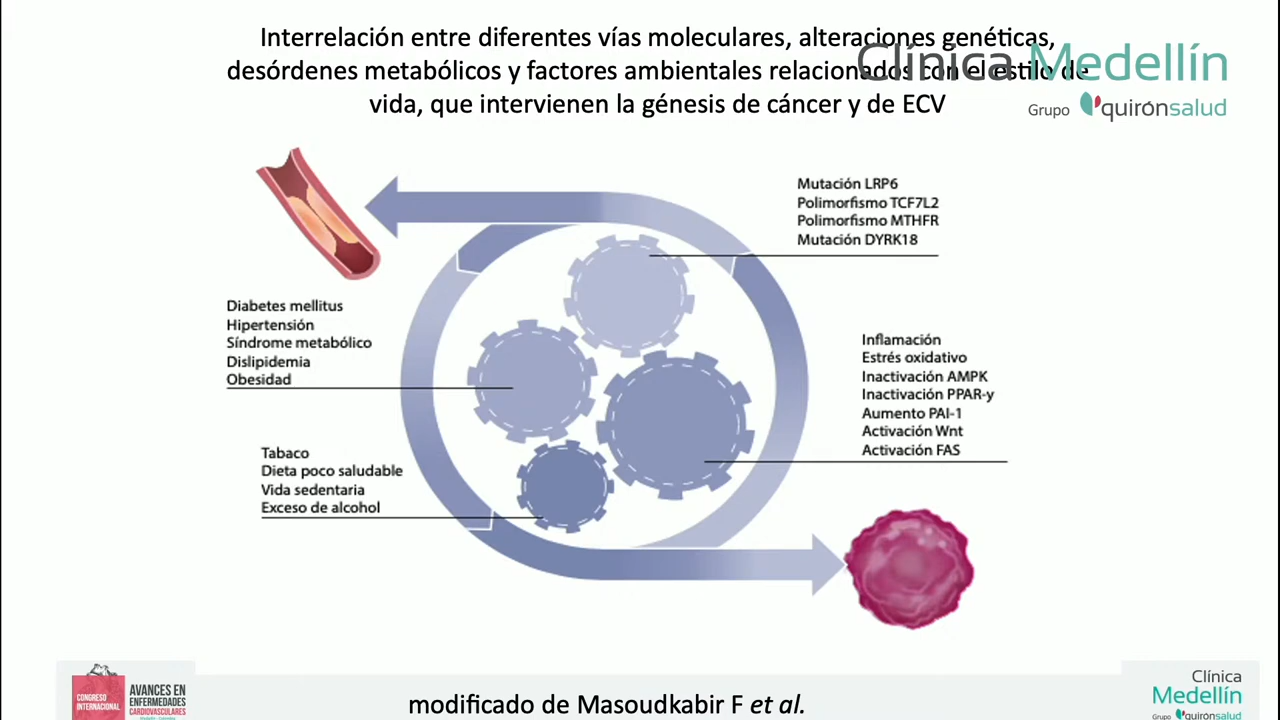 Interrelación entre diferentes vías moleculares, alteraciones genéticas,
desórdenes metabólicos y factores ambientales relacionados con el estilo de
vida, que intervienen la génesis de cáncer y de ECV
Clínica Medellín
Grupo quirónsalud
Mutación LRP6
Polimorfismo TCF7L2
Polimorfismo MTHFR
Mutación DYRK18
Diabetes mellitus
Hipertensión
Síndrome metabólico
Dislipidemia
Obesidad
Inflamación
Estrés oxidativo
Inactivación AMPK
Inactivación PPAR-y
Aumento PAI-1
Activación Wnt
Activación FAS
Tabaco
Dieta poco saludable
Vida sedentaria
Exceso de alcohol
CONGRESO
INTERNACIONAL
AVANCES EN
ENFERMEDADES
CARDIOVASCULARES
modificado de Masoudkabir F et al.
Clínica
Medellín
Grupo quirónsalud